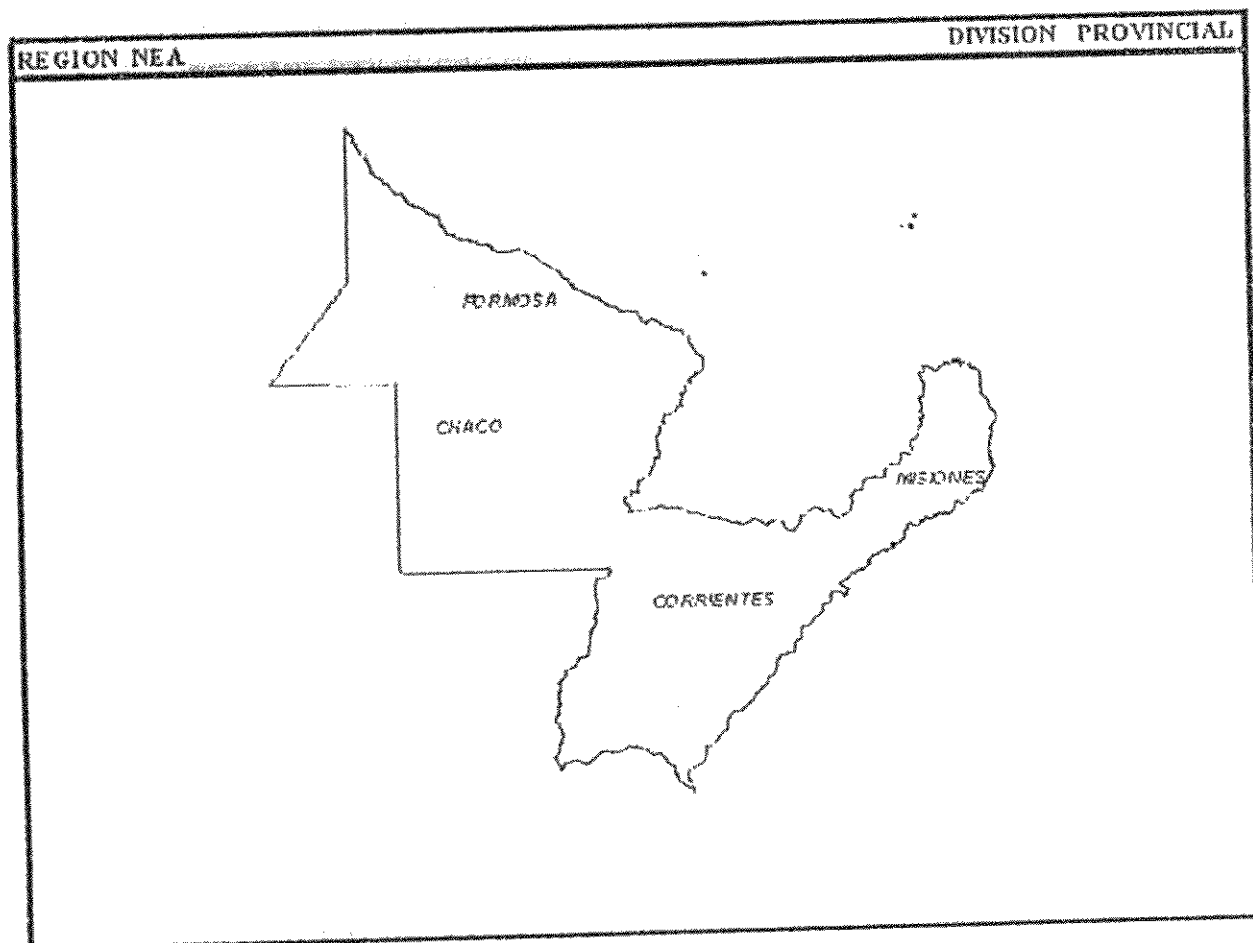 REGION NEA
DIVISION PROVINCIAL
FORMOSA
CHACO
MISIONES
CORRIENTES